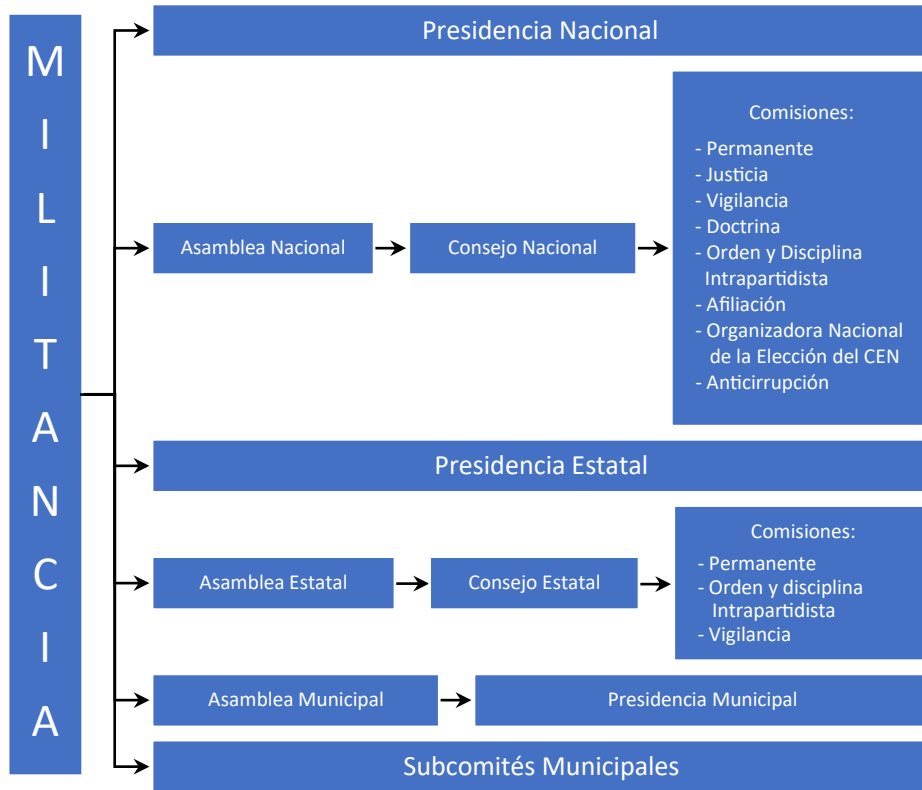 MILITANCIA
Presidencia Nacional
Asamblea Nacional
Consejo Nacional
Comisiones:
- Permanente
- Justicia
- Vigilancia
- Doctrina
- Orden y Disciplina
Intrapartidista
- Afiliación
- Organizadora Nacional
de la Elección del CEN
- Anticirrupción
Presidencia Estatal
Asamblea Estatal
Consejo Estatal
Comisiones:
- Permanente
- Orden y disciplina
Intrapartidista
- Vigilancia
Asamblea Municipal
Presidencia Municipal
Subcomités Municipales